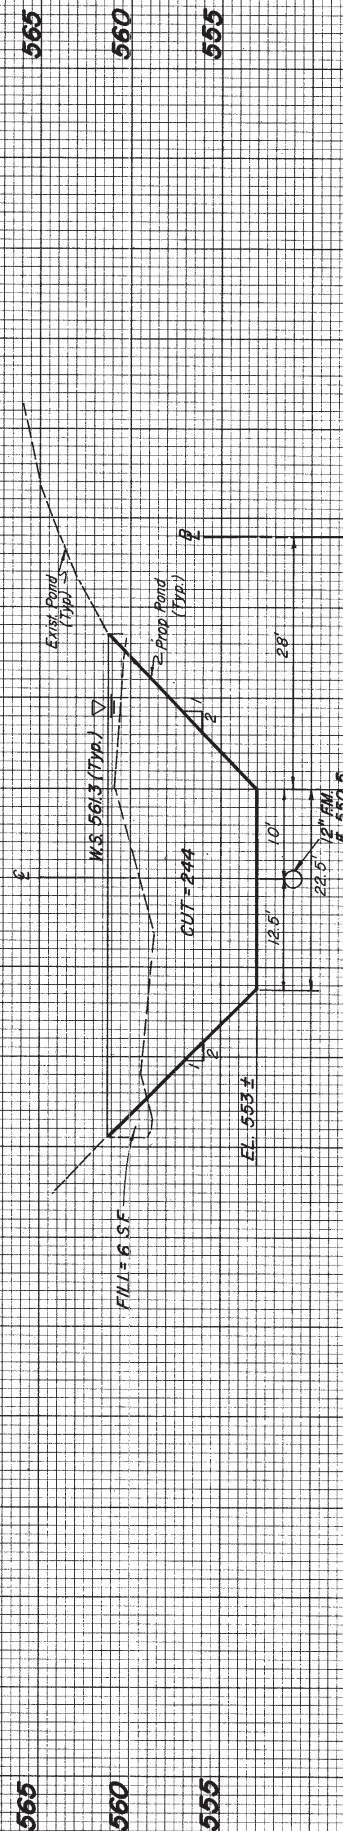 565
560
555
Exist. Pond
(Typ)
B
Prop Pond
(Typ.)
W.S. 561.3 (Typ.)
1
2
28'
CUT = 244
10'
12.5'
12" F.M.
22.5'
1
2
EL. 553 ±
FILL = 6 S.F.
565
560
555